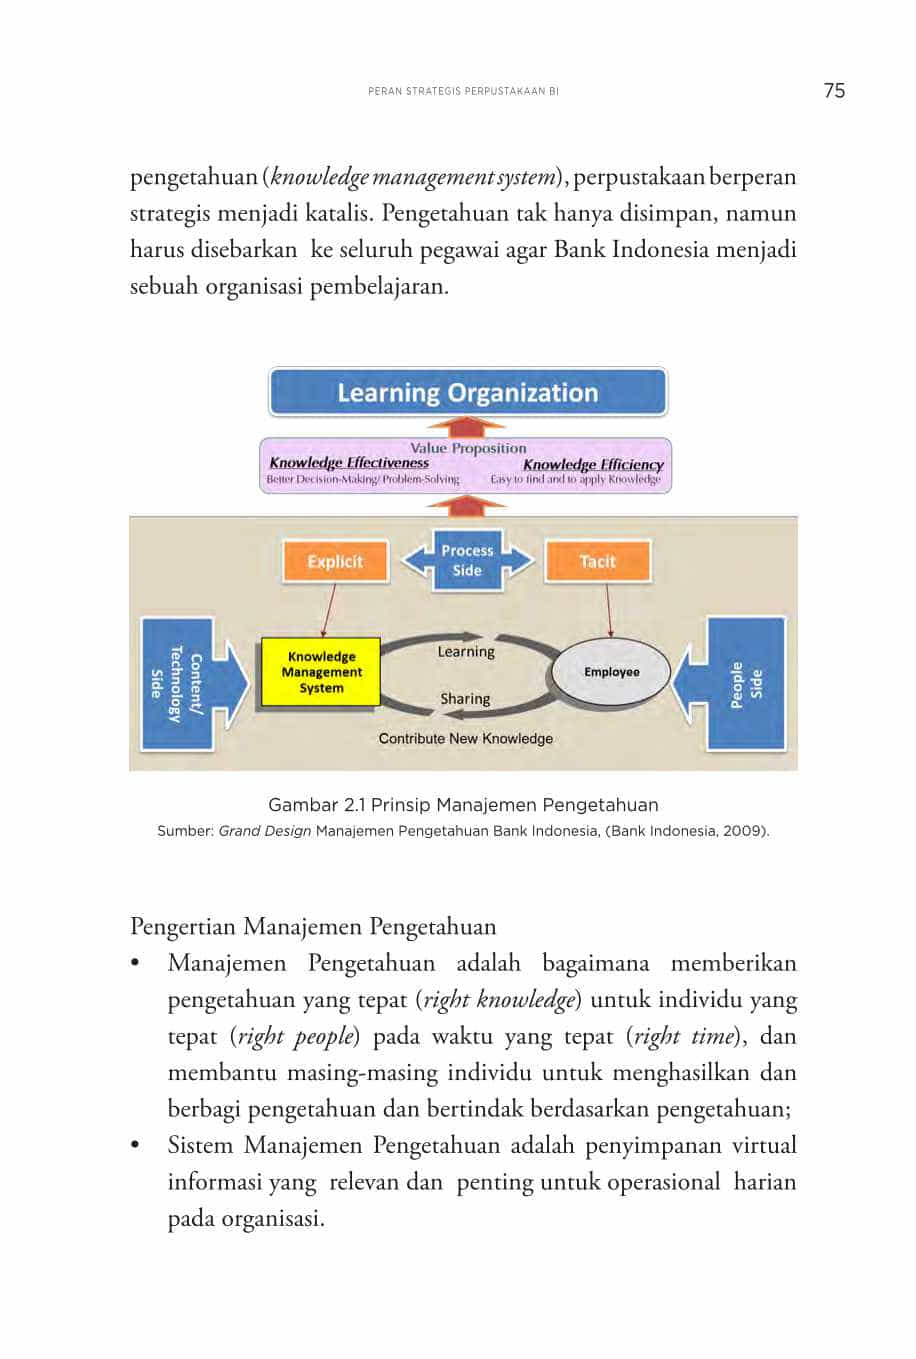 PERAN STRATEGIS PERPUSTAKAAN BI
75
pengetahuan (knowledge management system), perpustakaan berperan
strategis menjadi katalis. Pengetahuan tak hanya disimpan, namun
harus disebarkan ke seluruh pegawai agar Bank Indonesia menjadi
sebuah organisasi pembelajaran.
Learning Organization
Value Proposition
Knowledge Effectiveness
Better Decision-Making/ Problem-Solving
Knowledge Efficiency
Easy to find and to apply Knowledge
Explicit
Process
Side
Tacit
Content/
Technology
Side
Knowledge
Management
System
Learning
Sharing
Employee
People
Side
Contribute New Knowledge
Gambar 2.1 Prinsip Manajemen Pengetahuan
Sumber: Grand Design Manajemen Pengetahuan Bank Indonesia, (Bank Indonesia, 2009).
Pengertian Manajemen Pengetahuan
• Manajemen Pengetahuan adalah bagaimana memberikan
pengetahuan yang tepat (right knowledge) untuk individu yang
tepat (right people) pada waktu yang tepat (right time), dan
membantu masing-masing individu untuk menghasilkan dan
berbagi pengetahuan dan bertindak berdasarkan pengetahuan;
• Sistem Manajemen Pengetahuan adalah penyimpanan virtual
informasi yang relevan dan penting untuk operasional harian
pada organisasi.